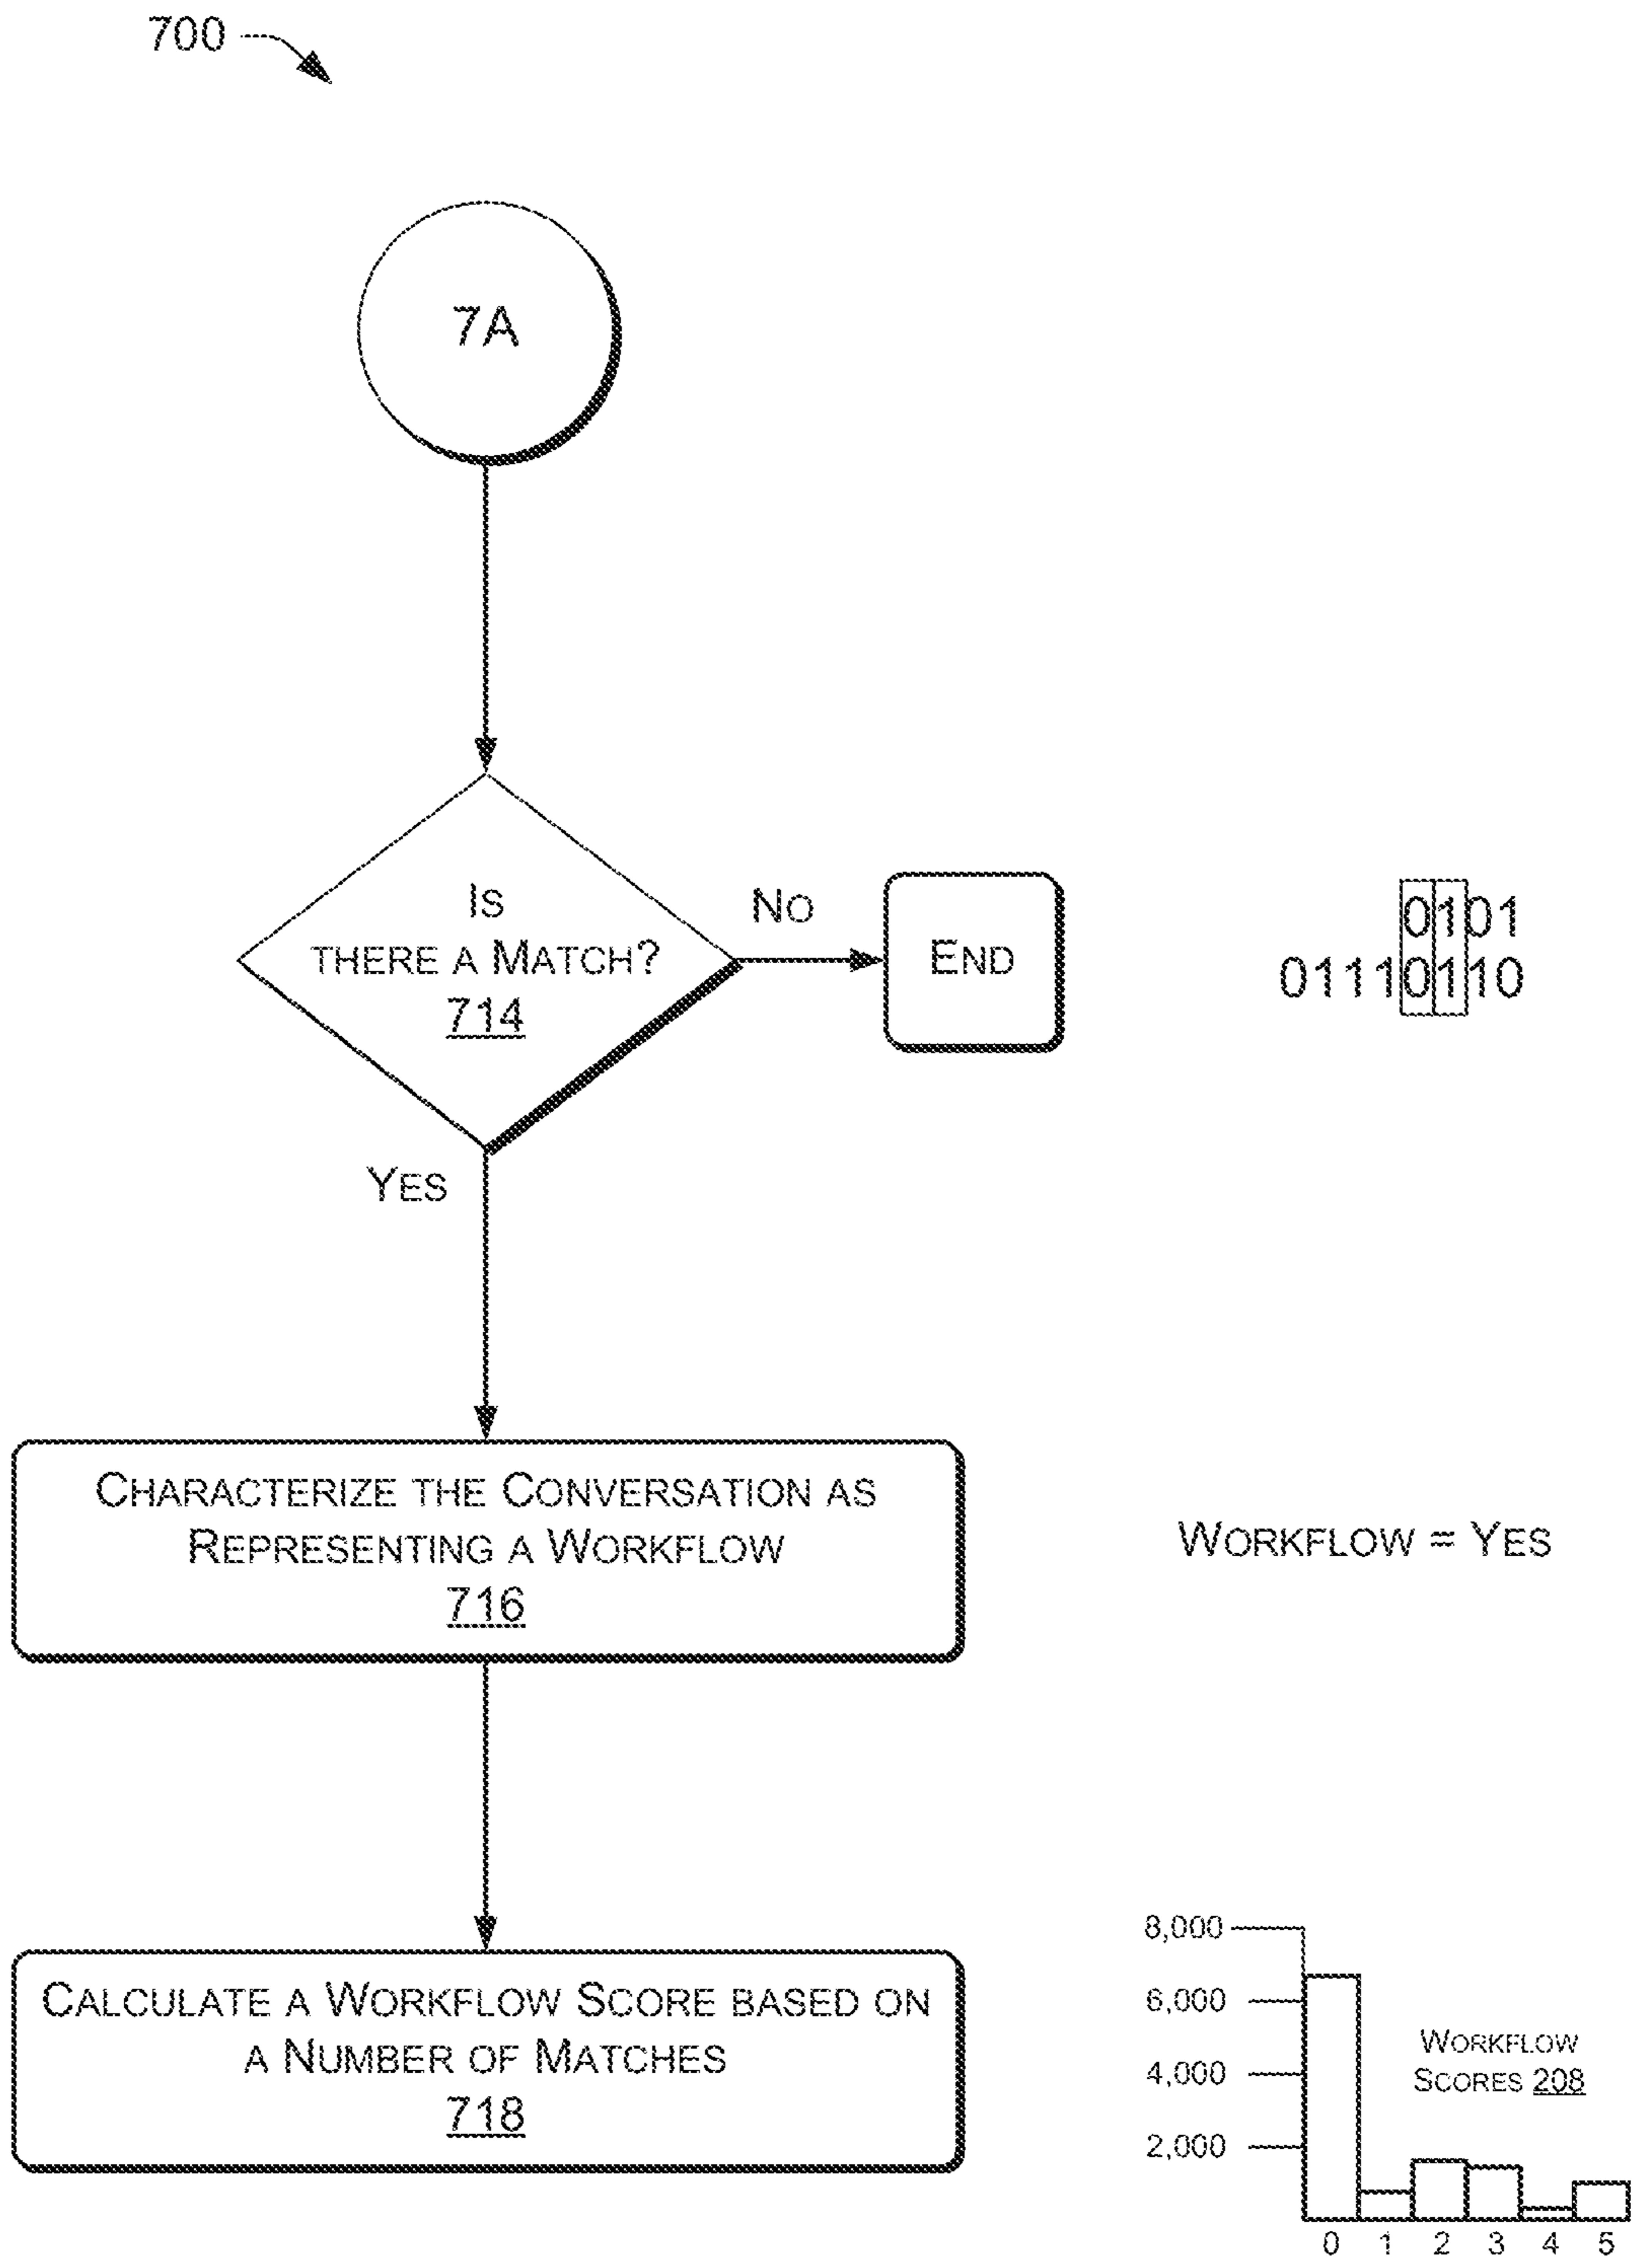 700
7A
IS
THERE A MATCH?
714
NO
END
0101
01110110
YES
CHARACTERIZE THE CONVERSATION AS
REPRESENTING A WORKFLOW
716
WORKFLOW = YES
CALCULATE A WORKFLOW SCORE BASED ON
A NUMBER OF MATCHES
718
8,000
6,000
4,000
2,000
WORKFLOW
SCORES 208
0 1 2 3 4 5